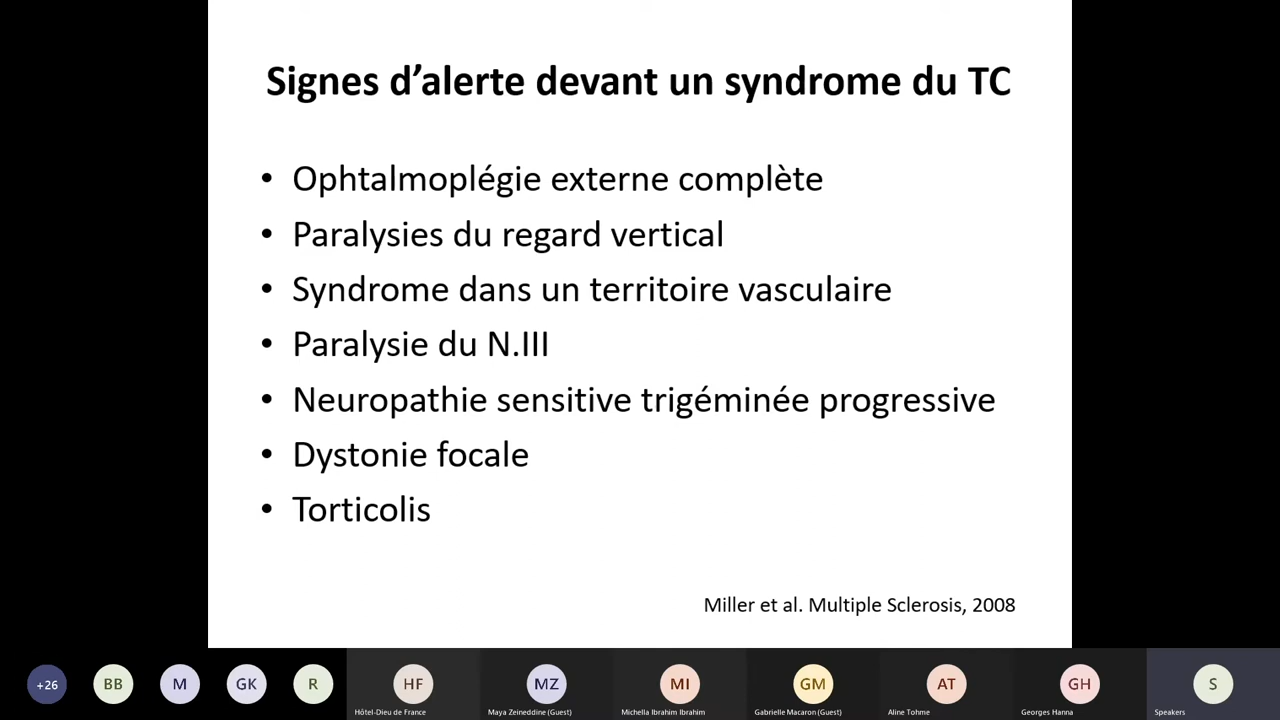 Signes d’alerte devant un syndrome du TC
• Ophtalmoplégie externe complète
• Paralysies du regard vertical
• Syndrome dans un territoire vasculaire
• Paralysie du N.III
• Neuropathie sensitive trigéminée progressive
• Dystonie focale
• Torticolis
Miller et al. Multiple Sclerosis, 2008
+26 BB M GK R HF MZ MI GM AT GH S
Hôtel-Dieu de France Maya Zeineddine (Guest) Michella Ibrahim Ibrahim Gabrielle Macaron (Guest) Aline Tohme Georges Hanna Speakers